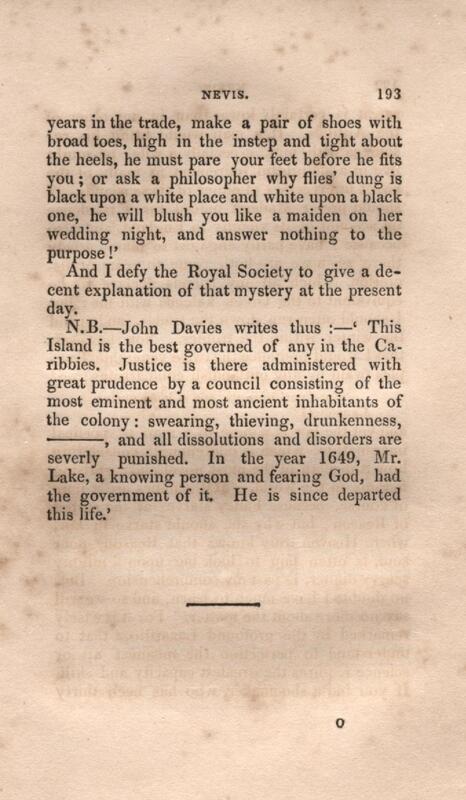 NEVIS. 193
years in the trade, make a pair of shoes with
broad toes, high in the instep and tight about
the heels, he must pare your feet before he fits
you ; or ask a philosopher why flies' dung is
black upon a white place and white upon a black
one, he will blush you like a maiden on her
wedding night, and answer nothing to the
purpose !'
And I defy the Royal Society to give a de-
cent explanation of that mystery at the present
day.
N.B.—John Davies writes thus :—‘ This
Island is the best governed of any in the Ca-
ribbies. Justice is there administered with
great prudence by a council consisting of the
most eminent and most ancient inhabitants of
the colony : swearing, thieving, drunkenness,
———, and all dissolutions and disorders are
severly punished. In the year 1649, Mr.
Lake, a knowing person and fearing God, had
the government of it. He is since departed
this life.’
O